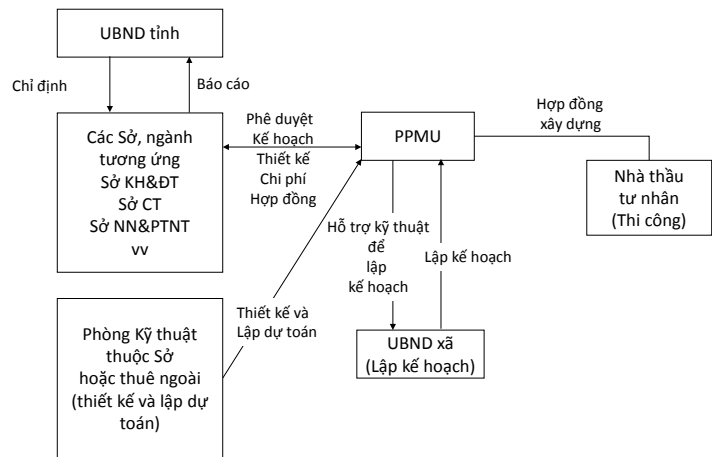 UBND tỉnh
Chỉ định
Báo cáo
Các Sở, ngành
tương ứng
Sở KH&ĐT
Sở CT
Sở NN&PTNT
vv
Phê duyệt
Kế hoạch
Thiết kế
Chi phí
Hợp đồng
PPMU
Hợp đồng
xây dựng
Nhà thầu
tư nhân
(Thi công)
Hỗ trợ kỹ thuật
để
lập
kế hoạch
Lập kế hoạch
Thiết kế và
Lập dự toán
UBND xã
(Lập kế hoạch)
Phòng Kỹ thuật
thuộc Sở
hoặc thuê ngoài
(thiết kế và lập dự
toán)